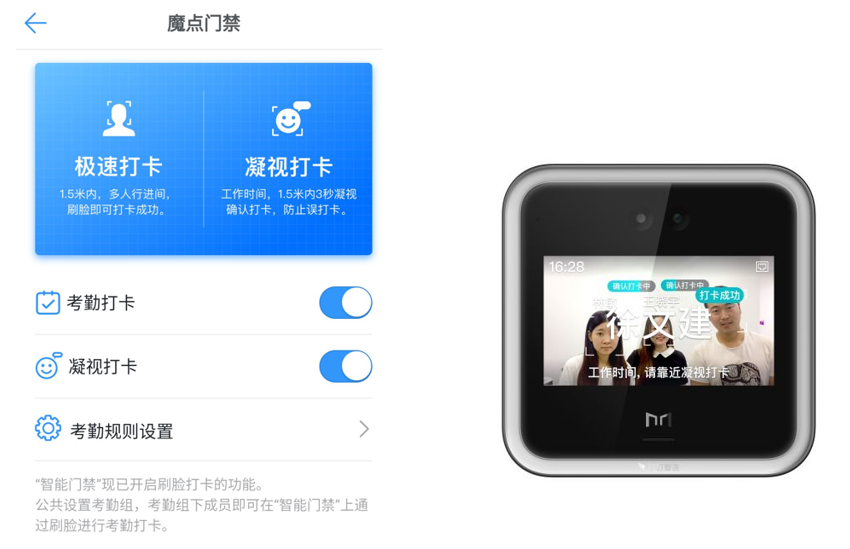 魔点门禁
极速打卡
1.5米内，多人行进间，
刷脸即可打卡成功。
凝视打卡
工作时间，1.5米内3秒凝视
确认打卡，防止误打卡。
考勤打卡
凝视打卡
考勤规则设置
“智能门禁”现已开启刷脸打卡的功能。
公共设置考勤组，考勤组下成员即可在“智能门禁”上通
过刷脸进行考勤打卡。
16:28
确认打卡中
确认打卡中
打卡成功
徐文建
工作时间，请靠近凝视打卡